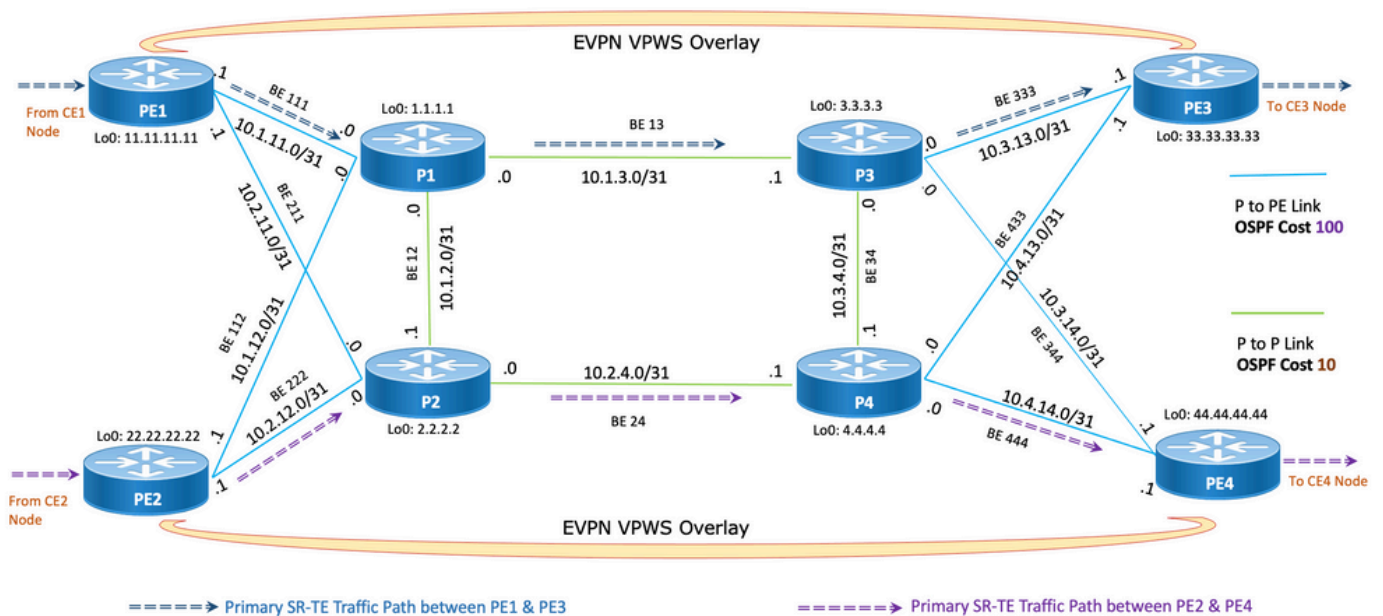 EVPN VPWS Overlay
.1
BE 111
PE1
From CE1
Node
Lo0: 11.11.11.11
.1
10.1.11.0/31
.0
Lo0: 1.1.1.1
P1
.0
.0
.0
BE 13
10.1.3.0/31
.1
Lo0: 3.3.3.3
P3
.0
.0
.0
BE 333
10.3.13.0/31
.1
.1
PE3
To CE3 Node
Lo0: 33.33.33.33
P to PE Link
OSPF Cost 100
BE 211
10.2.11.0/31
BE 12
10.1.2.0/31
10.3.4.0/31
BE 34
BE 433
10.4.13.0/31
10.3.14.0/31
BE 344
P to P Link
OSPF Cost 10
BE 112
10.1.12.0/31
.0
.1
BE 222
10.2.12.0/31
.0
P2
Lo0: 2.2.2.2
.0
10.2.4.0/31
BE 24
.1
.1
P4
Lo0: 4.4.4.4
.0
.0
10.4.14.0/31
BE 444
.1
Lo0: 44.44.44.44
PE4
.1
To CE4 Node
Lo0: 22.22.22.22
.1
PE2
.1
From CE2
Node
EVPN VPWS Overlay
Primary SR-TE Traffic Path between PE1 & PE3
Primary SR-TE Traffic Path between PE2 & PE4